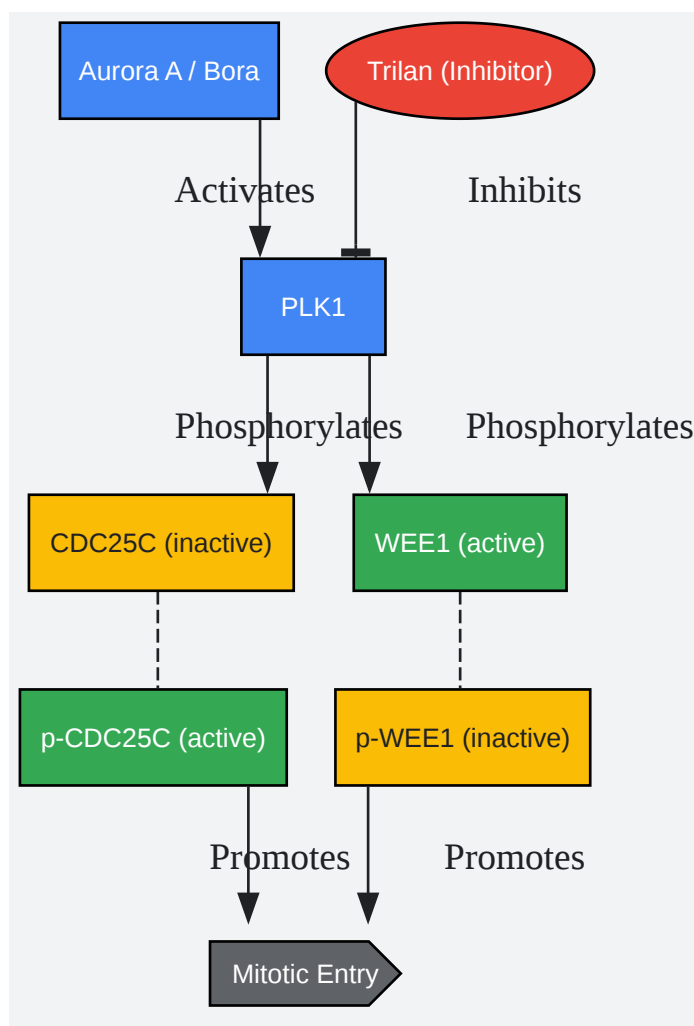 Aurora A / Bora
Trilan (Inhibitor)
Activates
Inhibits
PLK1
Phosphorylates
Phosphorylates
CDC25C (inactive)
WEE1 (active)
p-CDC25C (active)
p-WEE1 (inactive)
Promotes
Promotes
Mitotic Entry